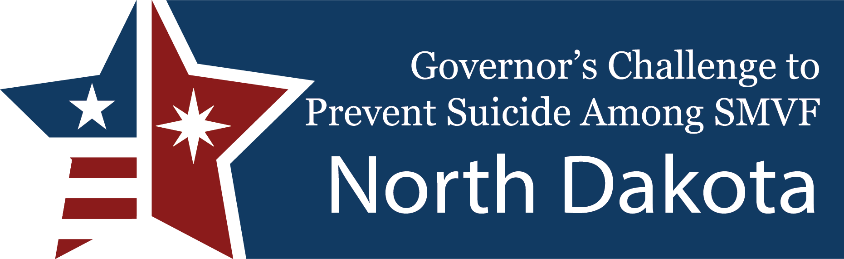 Governor’s Challenge to
Prevent Suicide Among SMVF
North Dakota